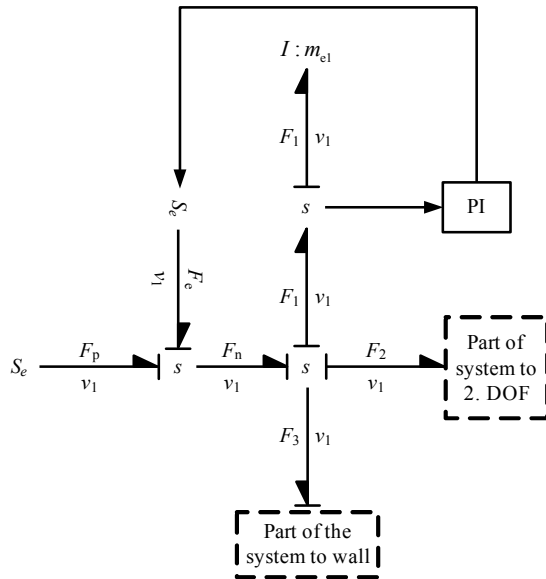 I : m_e1
F_1 v_1
S_e
s
PI
v_1 F_e
F_1 v_1
S_e
F_p
v_1
s
F_n
v_1
s
F_2
v_1
Part of
system to
2. DOF
F_3 v_1
Part of the
system to wall